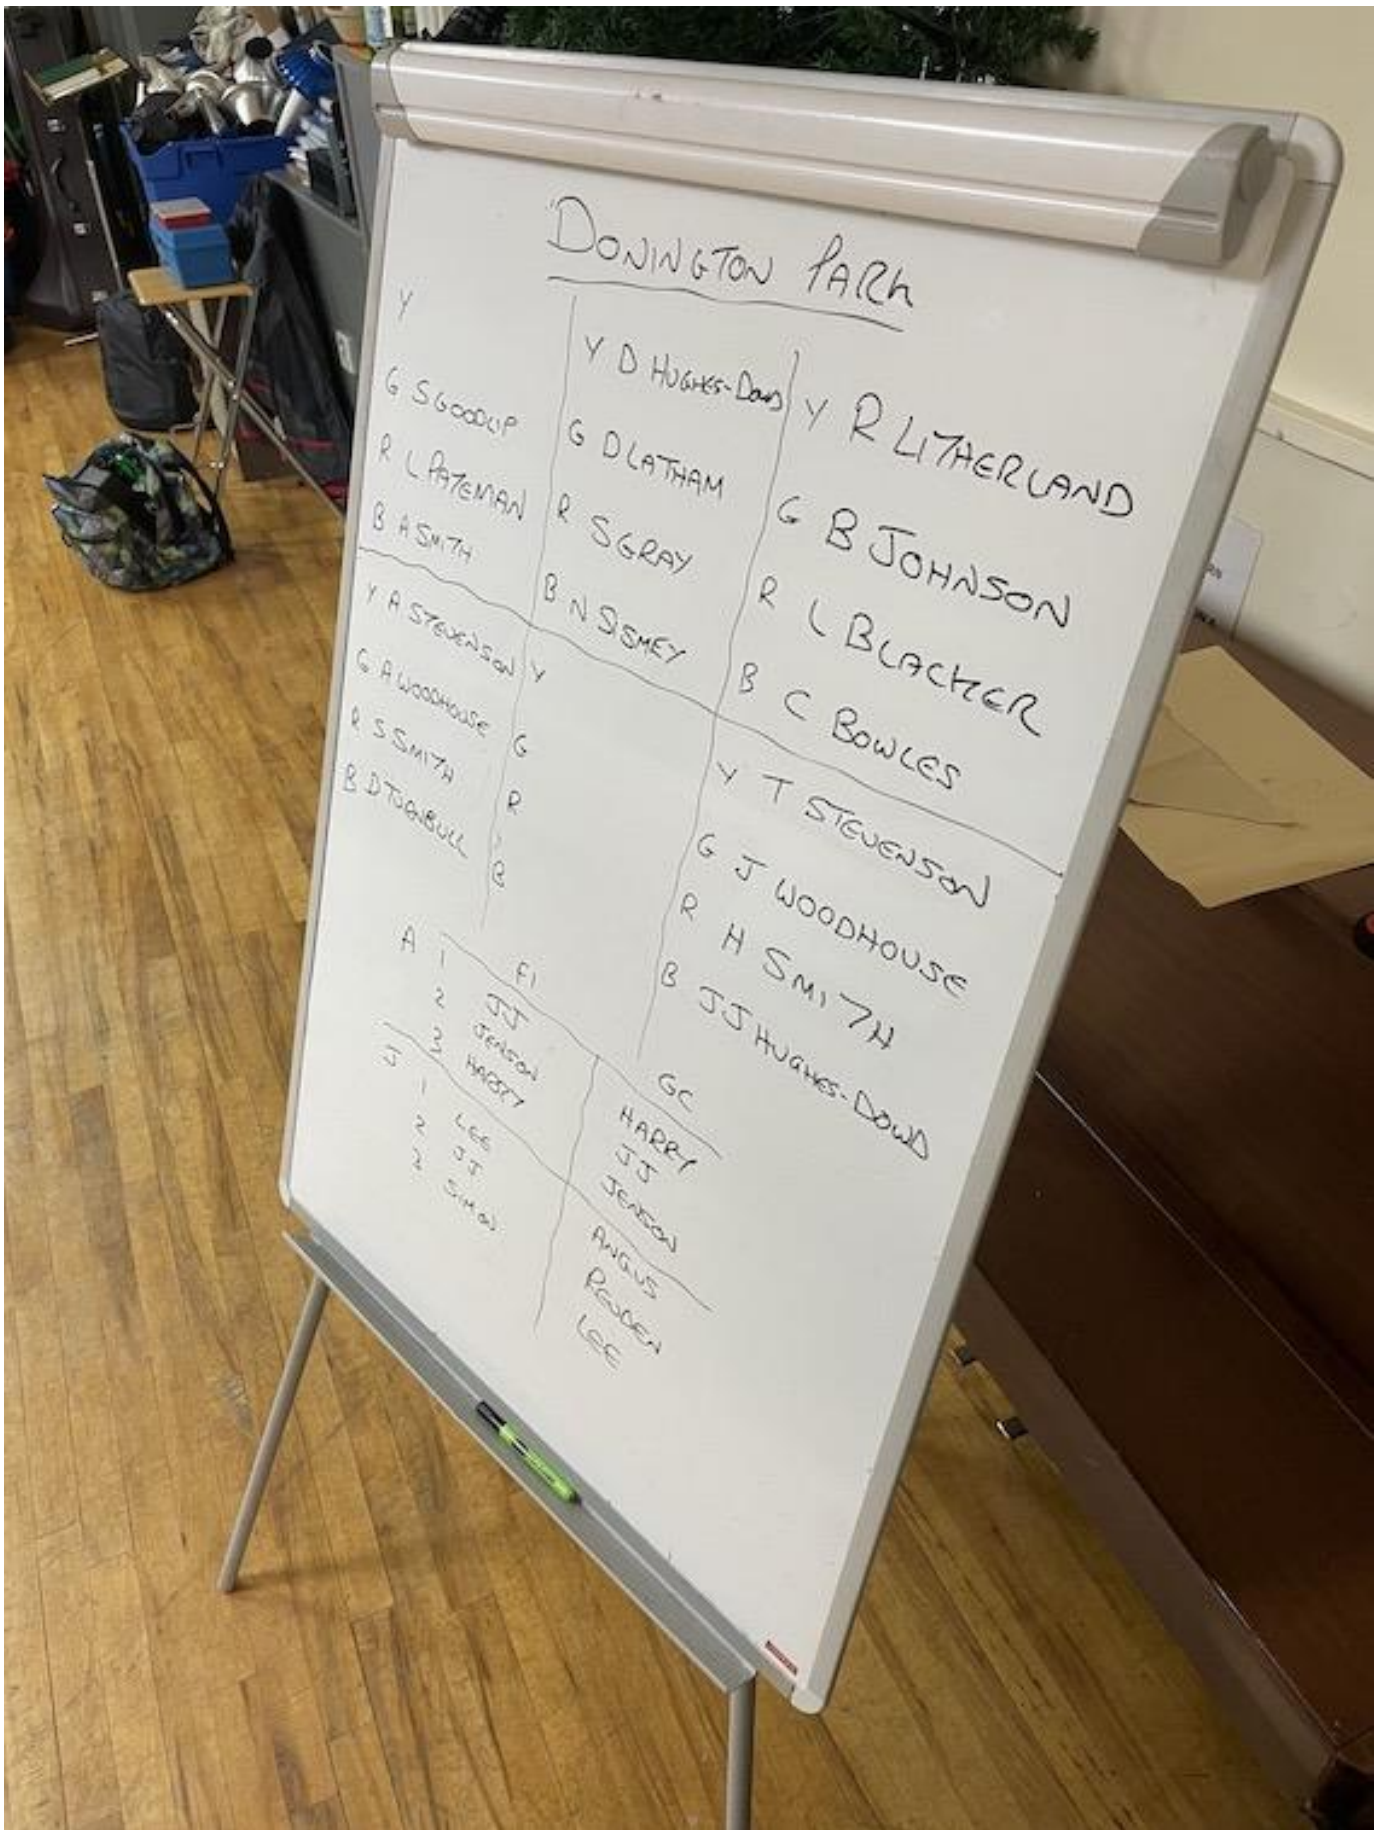 DONINGTON PARK
Y
G S GOODLIP
R L PATEMAN
B A SMITH
Y D HUGHES-DOWD
G D LATHAM
R S GRAY
B N SISMEY
Y R LITHERLAND
G B JOHNSON
R L BLACKER
B C BOWLES
Y A STEVENSON
G A WOODHOUSE
R S SMITH
B D TURNBULL
Y
G
R
B
Y T STEVENSON
G J WOODHOUSE
R H SMITH
B JJ HUGHES-DOWD
F1
GC
A 1 JJ
2 JENSON
3 HARRY
HARRY
JJ
JENSON
J 1 LEE
2 JJ
3 SIMON
ANGUS
REUBEN
LEE